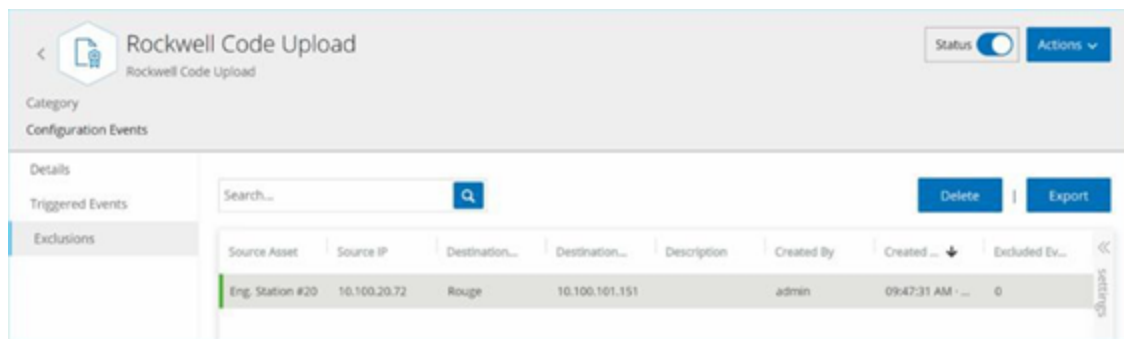 Rockwell Code Upload
Status
Actions
Rockwell Code Upload
Category
Configuration Events
Details
Triggered Events
Exclusions
Search...
Delete | Export
Source Asset Source IP Destination... Destination... Description Created By Created ... Excluded Ev...
Eng. Station #20 10.100.20.72 Rouge 10.100.101.151 admin 09:47:31 AM · ... 0
settings